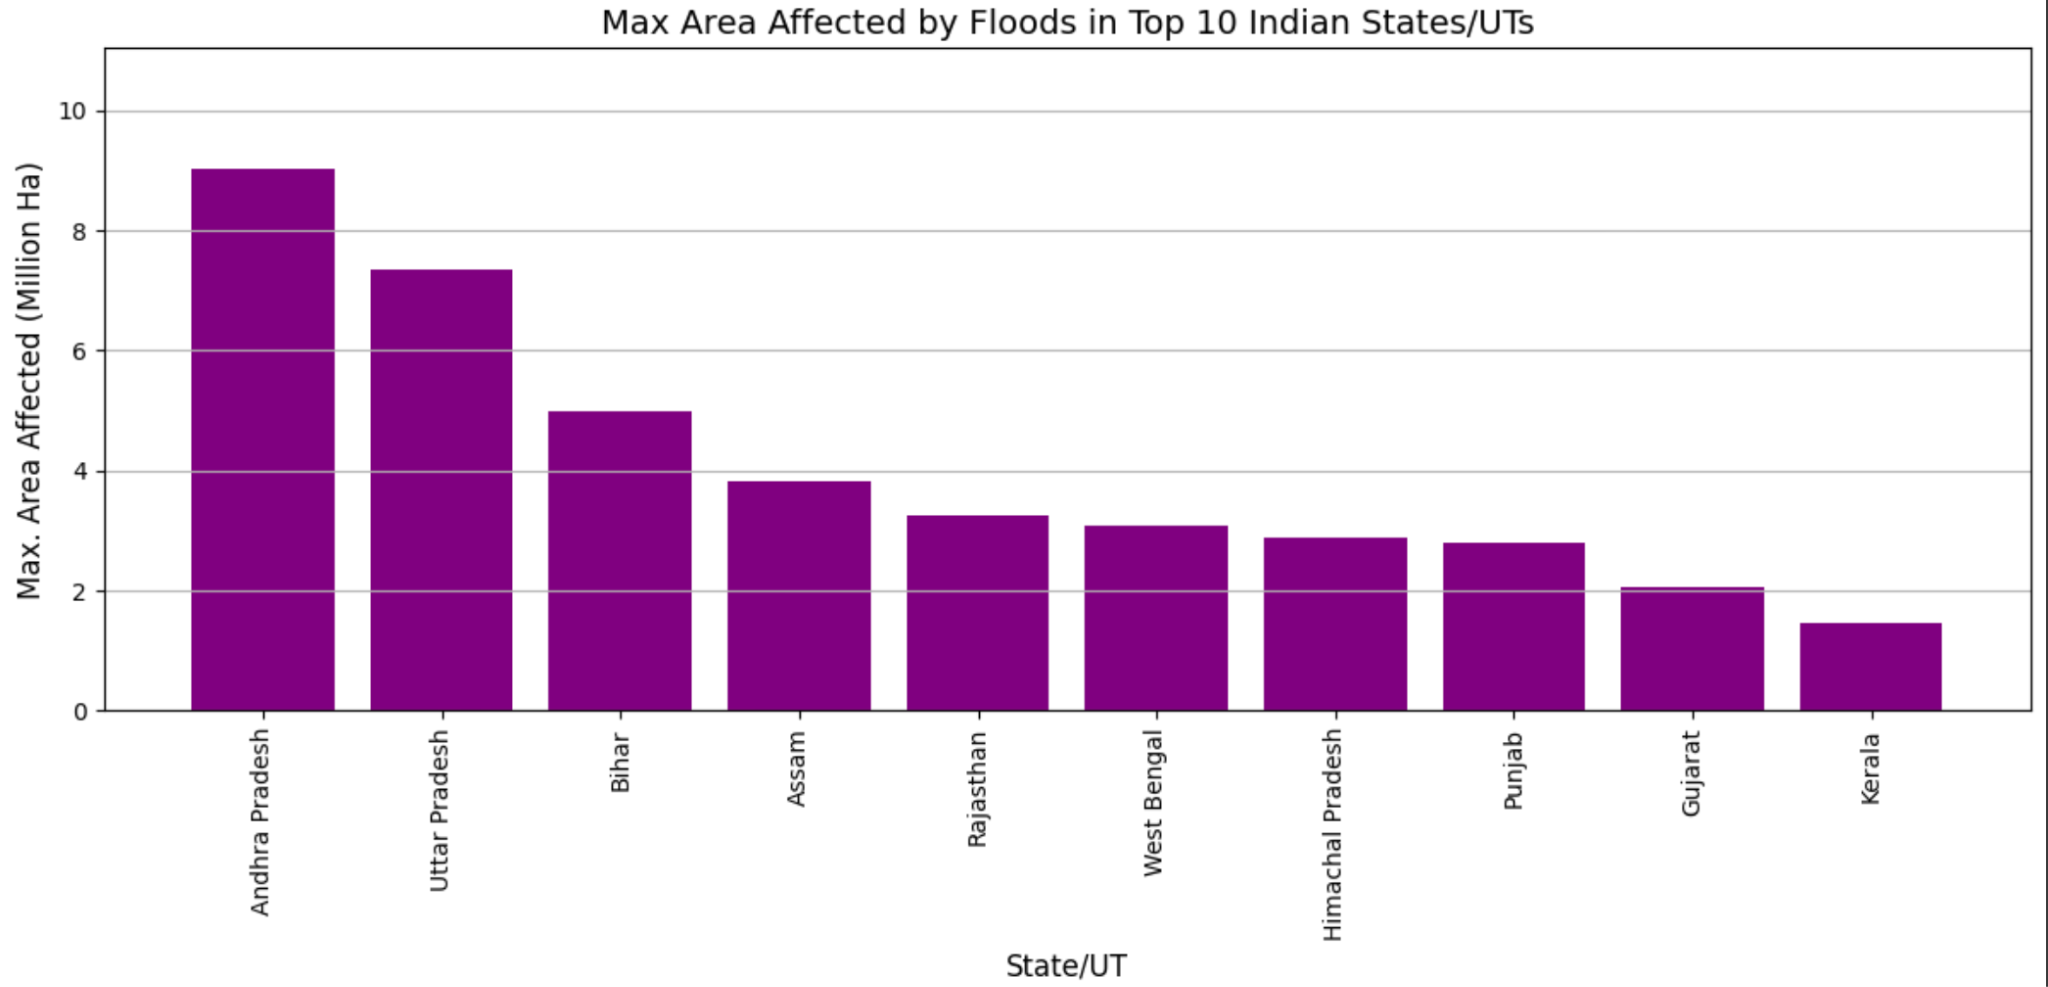 Max Area Affected by Floods in Top 10 Indian States/UTs
Max. Area Affected (Million Ha)
10
8
6
4
2
0
Andhra Pradesh
Uttar Pradesh
Bihar
Assam
Rajasthan
West Bengal
Himachal Pradesh
Punjab
Gujarat
Kerala
State/UT